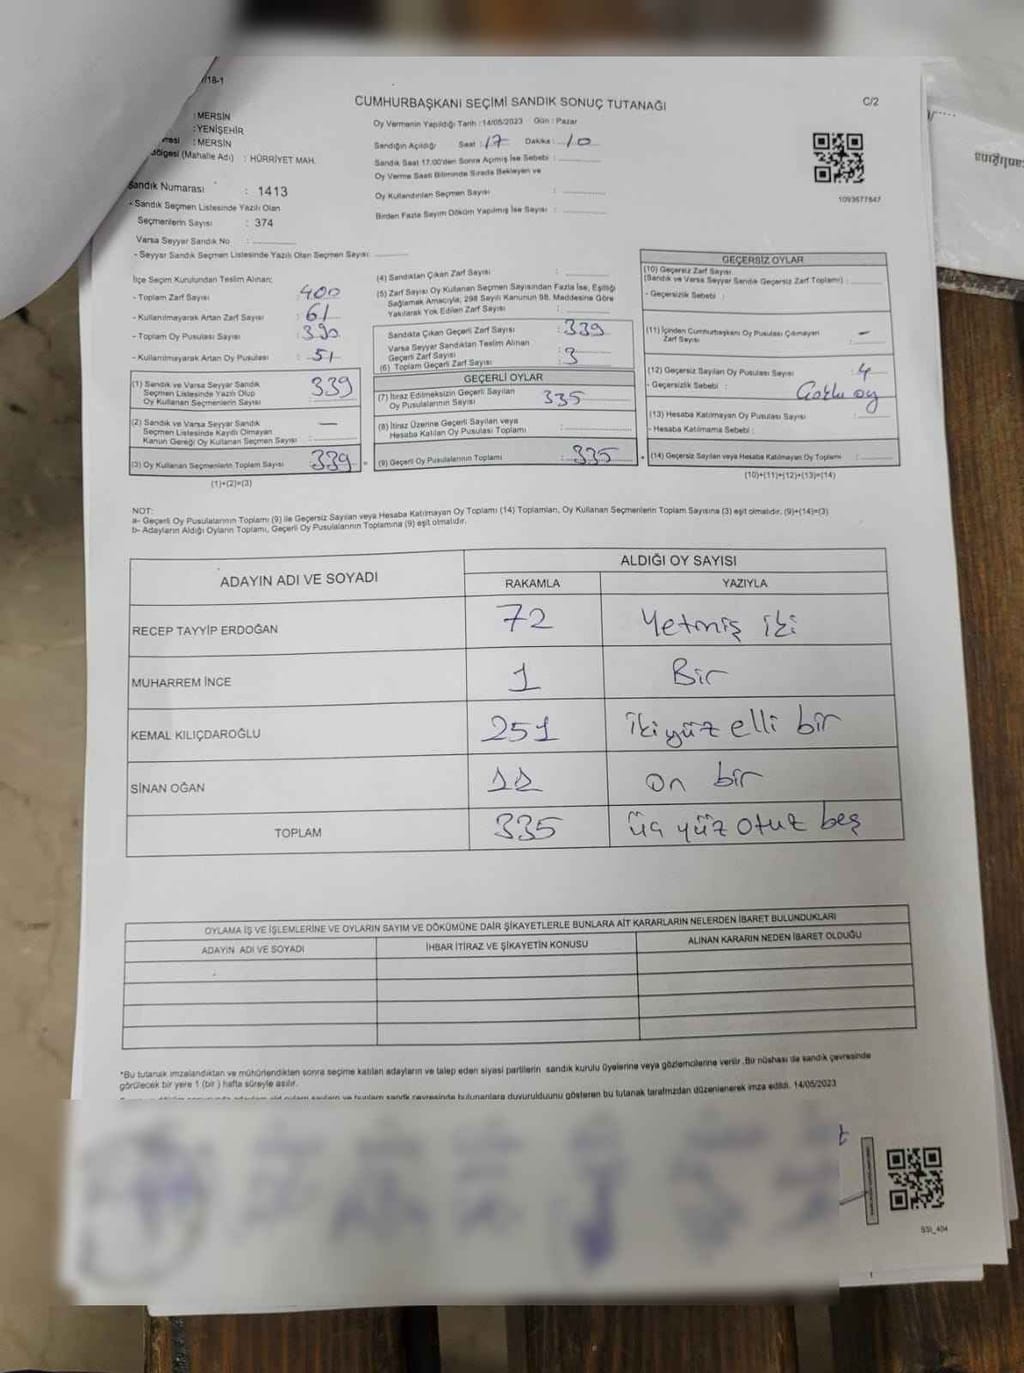 /18-1
CUMHURBAŞKANI SEÇİMİ SANDIK SONUÇ TUTANAĞI
C/2
: MERSİN
: YENİŞEHİR
: MERSİN
(Mahalle Adı) : HÜRRİYET MAH.
Oy Vermenin Yapıldığı Tarih : 14/05/2023 Gün : Pazar
Sandığın Açıldığı Saat : 17 Dakika : 10
Sandık Saat 17:00'den Sonra Açılmış İse Sebebi :
Oy Verme Saati Bitiminde Sırada Bekleyen ve
Oy Kullandırılan Seçmen Sayısı :
Birden Fazla Sayım Döküm Yapılmış İse Sayısı :
1093677847
Sandık Numarası : 1413
- Sandık Seçmen Listesinde Yazılı Olan
Seçmenlerin Sayısı : 374
Varsa Seyyar Sandık No :
- Seyyar Sandık Seçmen Listesinde Yazılı Olan Seçmen Sayısı
İlçe Seçim Kurulundan Teslim Alınan:
- Toplam Zarf Sayısı : 400
- Kullanılmayarak Artan Zarf Sayısı : 61
- Toplam Oy Pusulası Sayısı : 390
- Kullanılmayarak Artan Oy Pusulası : 51
(1) Sandık ve Varsa Seyyar Sandık
Seçmen Listesinde Yazılı Olup
Oy Kullanan Seçmenlerin Sayısı : 339
(2) Sandık ve Varsa Seyyar Sandık
Seçmen Listesinde Kayıtlı Olmayan
Kanun Gereği Oy Kullanan Seçmen Sayısı : —
(3) Oy Kullanan Seçmenlerin Toplam Sayısı : 339
(1)+(2)=(3)
(4) Sandıktan Çıkan Zarf Sayısı :
(5) Zarf Sayısı Oy Kullanan Seçmen Sayısından Fazla İse, Eşitliği
Sağlamak Amacıyla, 298 Sayılı Kanunun 98. Maddesine Göre
Yakılarak Yok Edilen Zarf Sayısı :
Sandıkta Çıkan Geçerli Zarf Sayısı : 339
Varsa Seyyar Sandıktan Teslim Alınan
Geçerli Zarf Sayısı
(6) Toplam Geçerli Zarf Sayısı : 3
GEÇERLİ OYLAR
(7) İtiraz Edilmeksizin Geçerli Sayılan
Oy Pusulalarının Sayısı 335
(8) İtiraz Üzerine Geçerli Sayılan veya
Hesaba Katılan Oy Pusulası Toplamı :
(9) Geçerli Oy Pusulalarının Toplamı : 335
GEÇERSİZ OYLAR
(10) Geçersiz Zarf Sayısı
(Sandık ve Varsa Seyyar Sandık Geçersiz Zarf Toplamı) :
- Geçersizlik Sebebi :
(11) İçinden Cumhurbaşkanı Oy Pusulası Çıkmayan
Zarf Sayısı : —
(12) Geçersiz Sayılan Oy Pusulası Sayısı : 4
- Geçersizlik Sebebi : oy
(13) Hesaba Katılmayan Oy Pusulası Sayısı :
- Hesaba Katılmama Sebebi :
(14) Geçersiz Sayılan veya Hesaba Katılmayan Oy Toplamı :
(10)+(11)+(12)+(13)=(14)
NOT:
a- Geçerli Oy Pusulalarının Toplamı (9) ile Geçersiz Sayılan veya Hesaba Katılmayan Oy Toplamı (14) Toplamları, Oy Kullanan Seçmenlerin Toplam Sayısına (3) eşit olmalıdır. (9)+(14)=(3)
b- Adayların Aldığı Oyların Toplamı, Geçerli Oy Pusulalarının Toplamına (9) eşit olmalıdır.
ADAYIN ADI VE SOYADI
ALDIĞI OY SAYISI
RAKAMLA YAZIYLA
RECEP TAYYİP ERDOĞAN 72 Yetmiş iki
MUHARREM İNCE 1 Bir
KEMAL KILIÇDAROĞLU 251 İki yüz elli bir
SİNAN OĞAN 11 On bir
TOPLAM 335 üç yüz otuz beş
OYLAMA İŞ VE İŞLEMLERİNE VE OYLARIN SAYIM VE DÖKÜMÜNE DAİR ŞİKAYETLERLE BUNLARA AİT KARARLARIN NELERDEN İBARET BULUNDUKLARI
ADAYIN ADI VE SOYADI İHBAR İTİRAZ VE ŞİKAYETİN KONUSU ALINAN KARARIN NEDEN İBARET OLDUĞU
*Bu tutanak imzalandıktan ve mühürlendikten sonra seçime katılan adayların ve talep eden siyasi partilerin sandık kurulu üyelerine veya gözlemcilerine verilir. Bu nüshası da sandık çevresinde
görülecek bir yere 1 (bir) hafta süreyle asılır.
duyurulduğunu gösteren bu tutanak tarafımızdan düzenlenerek imza edildi. 14/05/2023
1